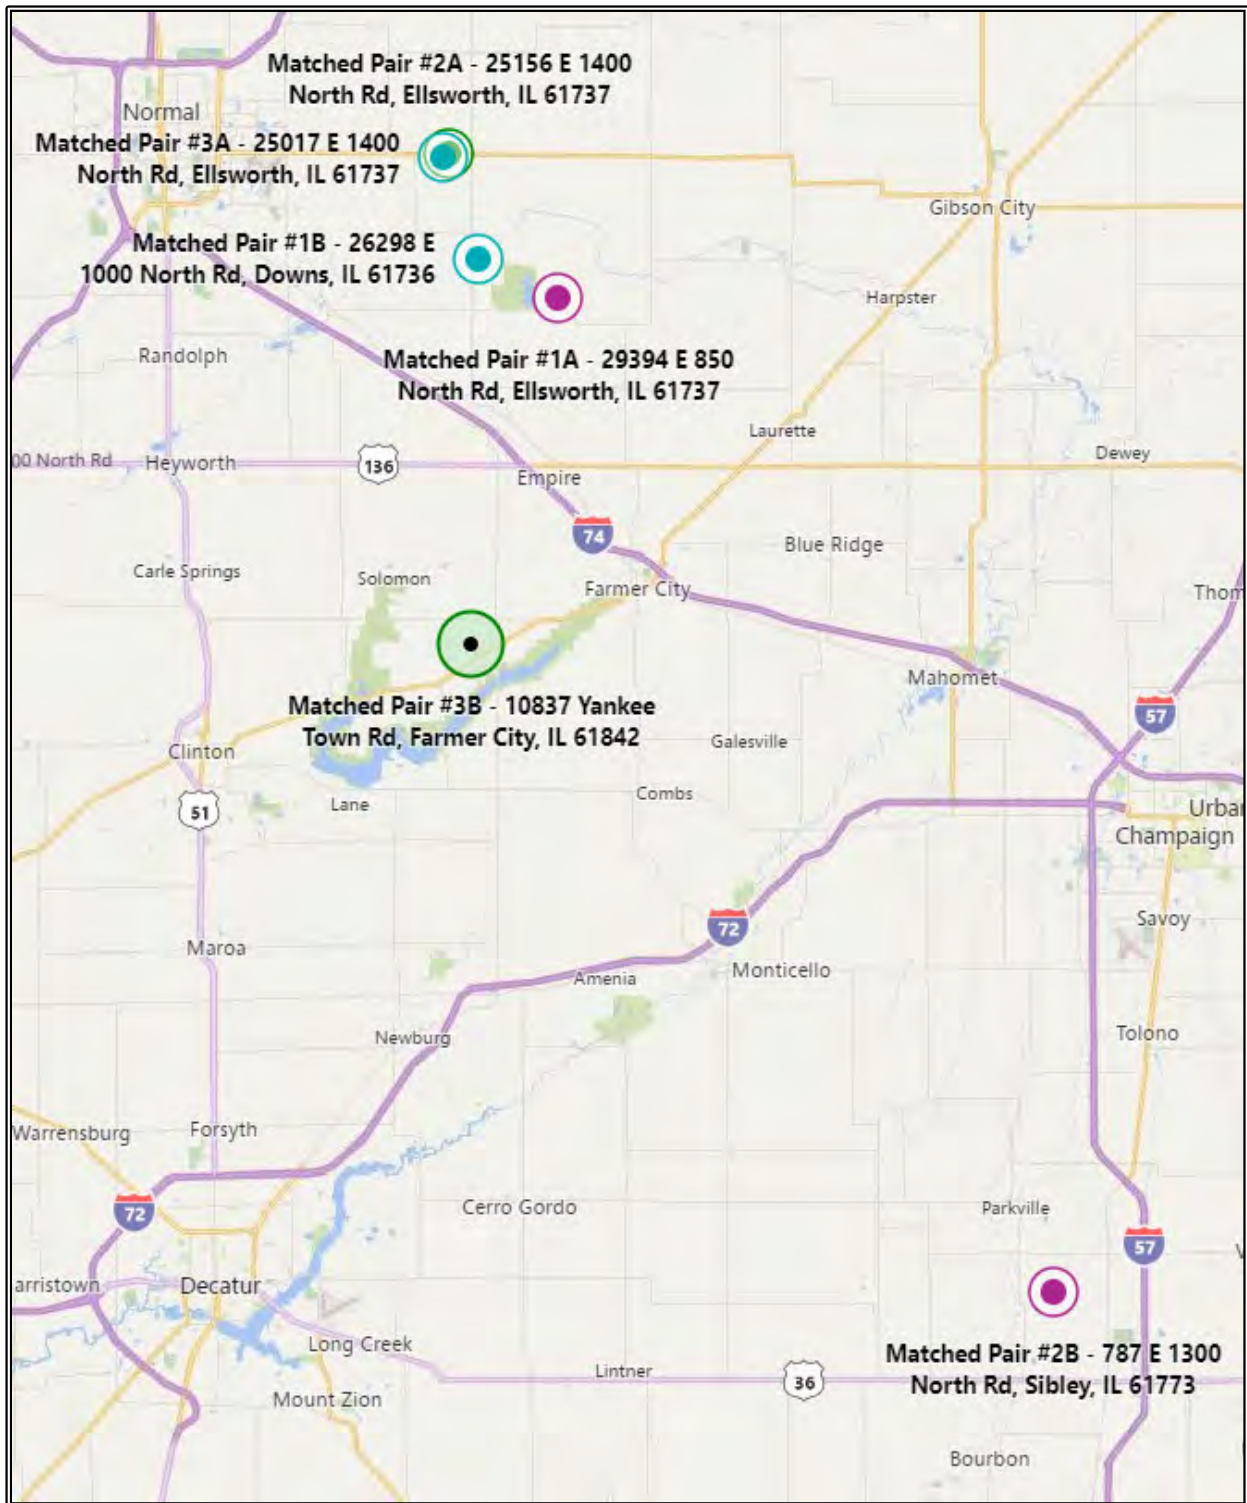 Matched Pair #2A - 25156 E 1400
North Rd, Ellsworth, IL 61737
Normal
Matched Pair #3A - 25017 E 1400
North Rd, Ellsworth, IL 61737
Gibson City
Matched Pair #1B - 26298 E
1000 North Rd, Downs, IL 61736
Harpster
Randolph
Matched Pair #1A - 29394 E 850
North Rd, Ellsworth, IL 61737
Laurette
Dewey
00 North Rd
Heyworth
136
Empire
74
Blue Ridge
Carle Springs
Solomon
Farmer City
Thom
Mahomet
Matched Pair #3B - 10837 Yankee
Town Rd, Farmer City, IL 61842
57
Galesville
Clinton
Combs
Lane
51
Urba
Champaign
Savoy
72
Maroa
Monticello
Amenia
Newburg
Tolono
Warrensburg
Forsyth
72
Cerro Gordo
Parkville
57
V
arristown
Decatur
Long Creek
Matched Pair #2B - 787 E 1300
North Rd, Sibley, IL 61773
Lintner
36
Mount Zion
Bourbon